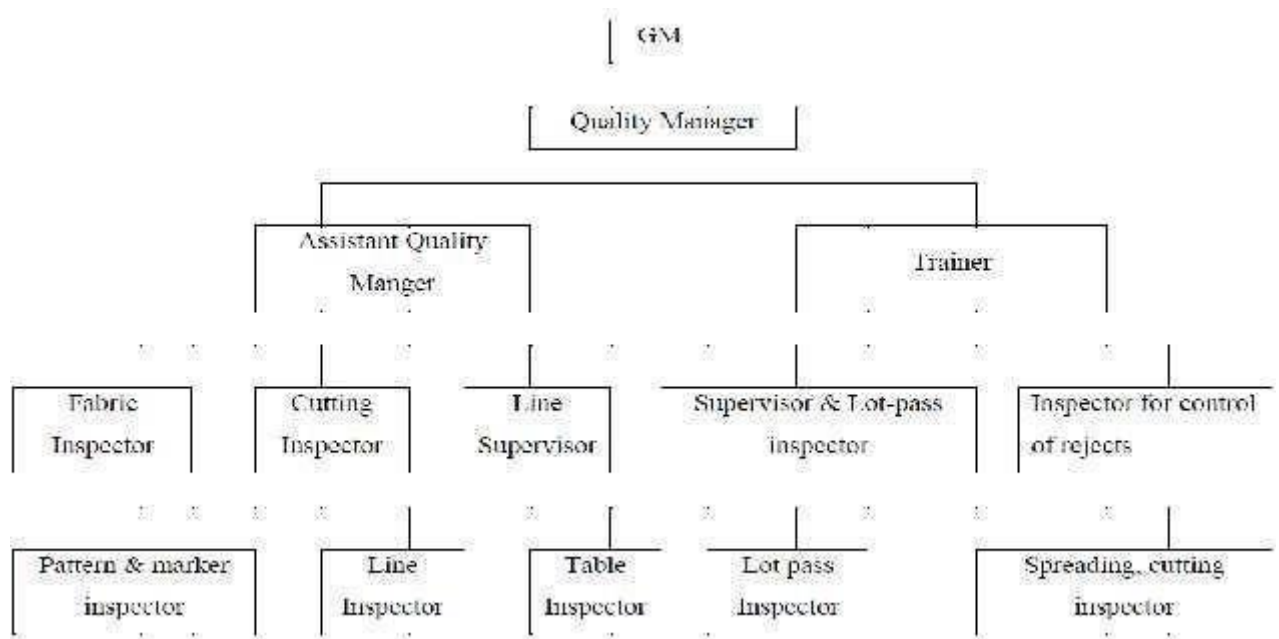 GM
Quality Manager
Assistant Quality
Manger
Trainer
Fabric
Inspector
Cutting
Inspector
Line
Supervisor
Supervisor & Lot-pass
inspector
Inspector for control
of rejects
Pattern & marker
inspector
Line
Inspector
Table
Inspector
Lot pass
Inspector
Spreading, cutting
inspector